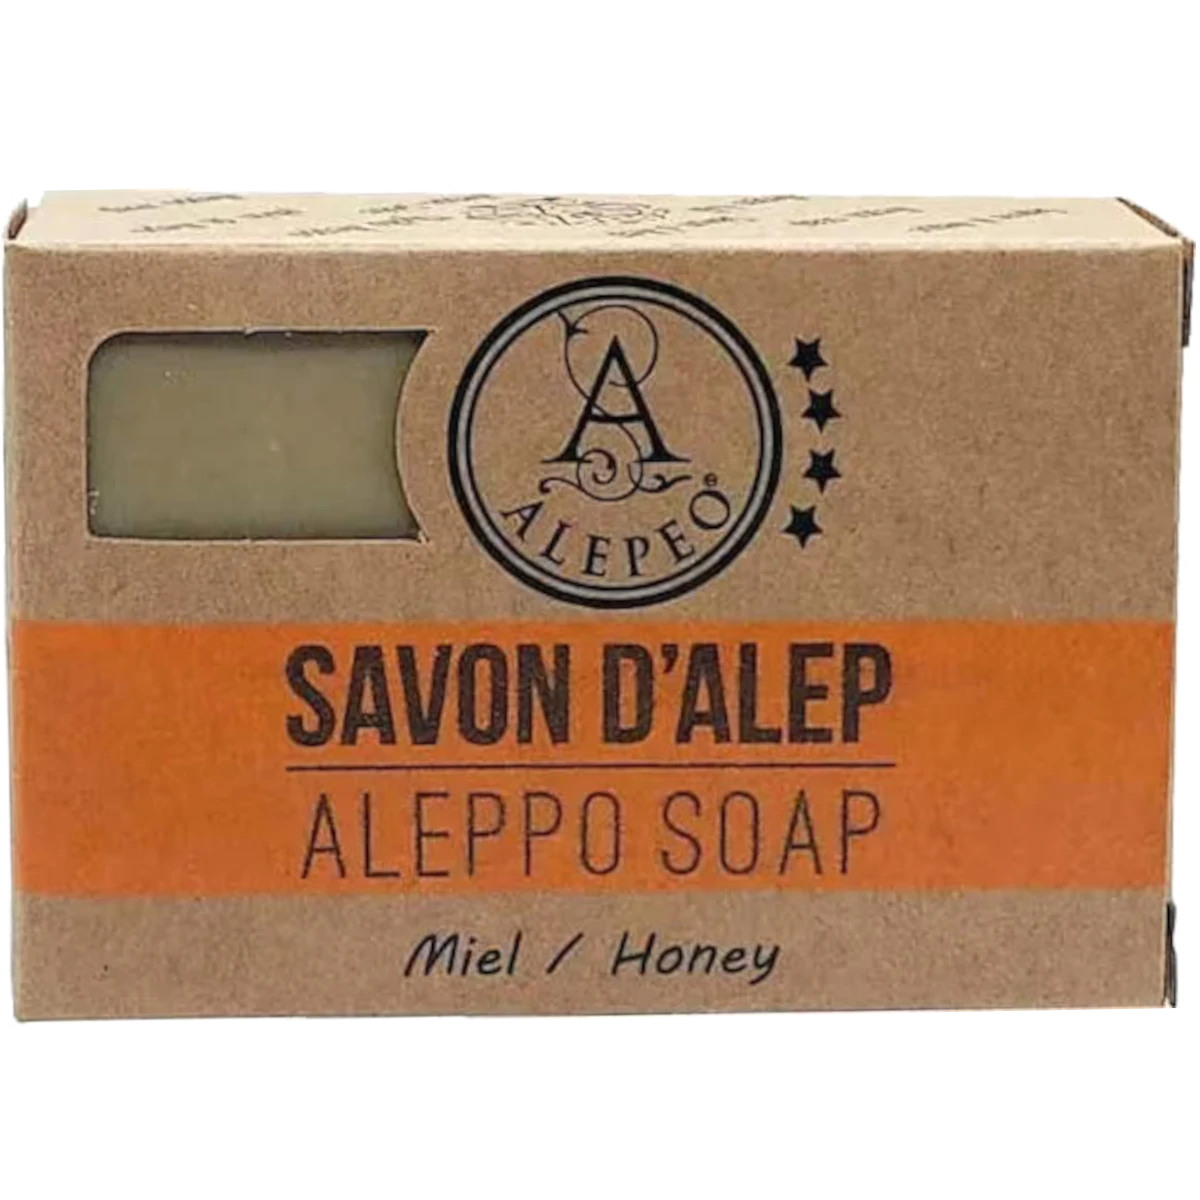 A
ALEPEO®
SAVON D'ALEP
ALEPPO SOAP
Miel / Honey